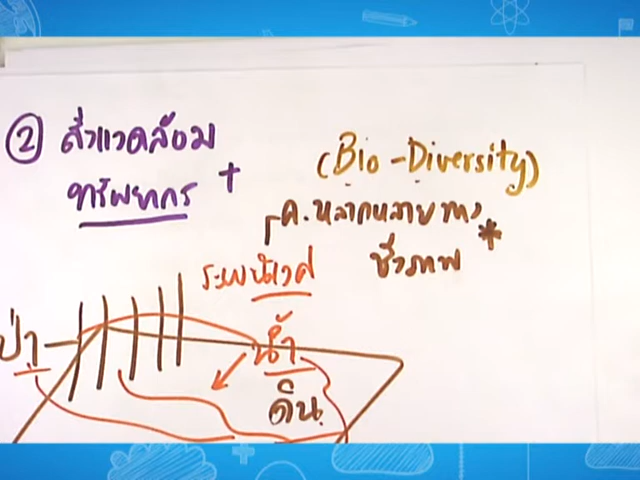 ② สิ่งแวดล้อม +
ทรัพยากร
(Bio-Diversity)
ค.หลากหลายทาง
ชีวภาพ *
ระบบนิเวศ
ป่า
น้ำ
ดิน